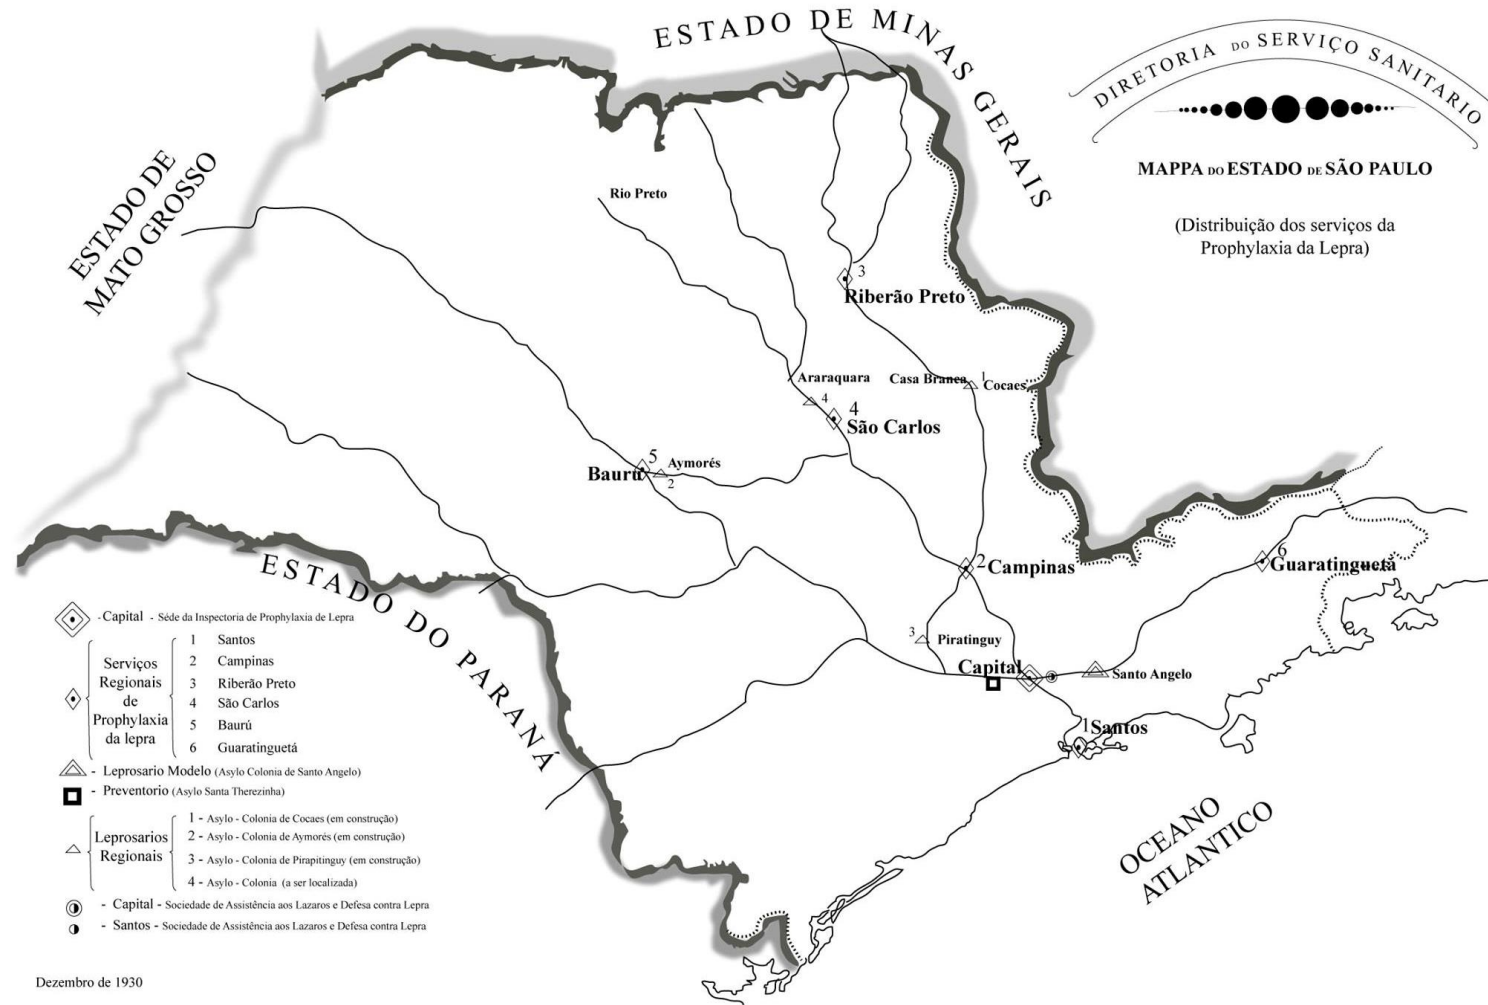 ESTADO DE MINAS GERAIS
DIRETORIA DO SERVIÇO SANITARIO
MAPPA DO ESTADO DE SÃO PAULO
(Distribuição dos serviços da
Prophylaxia da Lepra)
ESTADO DE
MATO GROSSO
Rio Preto
3
Riberão Preto
Araraquara
4
Casa Branca
1
Cocaes
4
São Carlos
5
Baurú
Aymorés
2
2
Campinas
6
Guaratinguetá
ESTADO DO PARANÁ
3
Piratinguy
Capital
Santo Angelo
1
Santos
OCEANO
ATLANTICO
- Capital - Séde da Inspectoria de Prophylaxia de Lepra
Serviços
Regionais
de
Prophylaxia
da lepra
1 Santos
2 Campinas
3 Riberão Preto
4 São Carlos
5 Baurú
6 Guaratinguetá
- Leprosario Modelo (Asylo Colonia de Santo Angelo)
- Preventorio (Asylo Santa Therezinha)
Leprosarios
Regionais
1 - Asylo - Colonia de Cocaes (em construção)
2 - Asylo - Colonia de Aymorés (em construção)
3 - Asylo - Colonia de Pirapitinguy (em construção)
4 - Asylo - Colonia (a ser localizada)
- Capital - Sociedade de Assistência aos Lazaros e Defesa contra Lepra
- Santos - Sociedade de Assistência aos Lazaros e Defesa contra Lepra
Dezembro de 1930